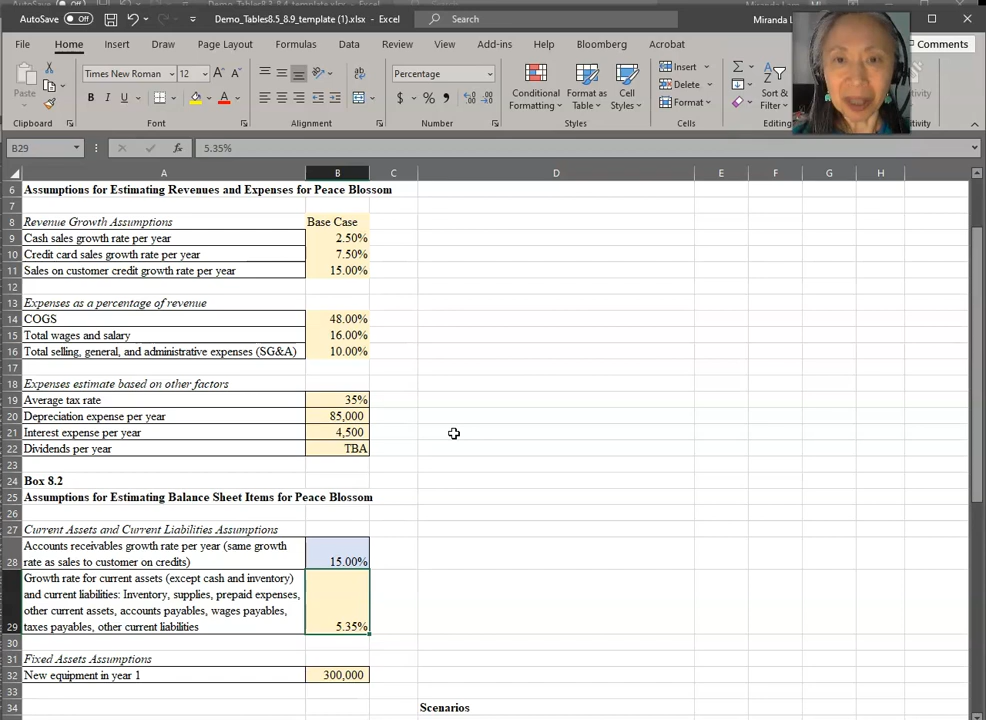 AutoSave Off Demo_Tables8.5_8.9_template (1).xlsx - Excel Search Miranda L
File Home Insert Draw Page Layout Formulas Data Review View Add-ins Help Bloomberg Acrobat Comments
Times New Roman 12 Percentage Insert
Paste Conditional Format as Cell Delete Sort &
Formatting Table Styles Format Filter
Clipboard Font Alignment Number Styles Cells Editing
B29 fx 5.35%
A B C D E F G H
6 Assumptions for Estimating Revenues and Expenses for Peace Blossom
7
8 Revenue Growth Assumptions Base Case
9 Cash sales growth rate per year 2.50%
10 Credit card sales growth rate per year 7.50%
11 Sales on customer credit growth rate per year 15.00%
12
13 Expenses as a percentage of revenue
14 COGS 48.00%
15 Total wages and salary 16.00%
16 Total selling, general, and administrative expenses (SG&A) 10.00%
17
18 Expenses estimate based on other factors
19 Average tax rate 35%
20 Depreciation expense per year 85,000
21 Interest expense per year 4,500
22 Dividends per year TBA
23
24 Box 8.2
25 Assumptions for Estimating Balance Sheet Items for Peace Blossom
26
27 Current Assets and Current Liabilities Assumptions
Accounts receivables growth rate per year (same growth
28 rate as sales to customer on credits) 15.00%
Growth rate for current assets (except cash and inventory)
and current liabilities: Inventory, supplies, prepaid expenses,
other current assets, accounts payables, wages payables,
29 taxes payables, other current liabilities 5.35%
30
31 Fixed Assets Assumptions
32 New equipment in year 1 300,000
33
34 Scenarios